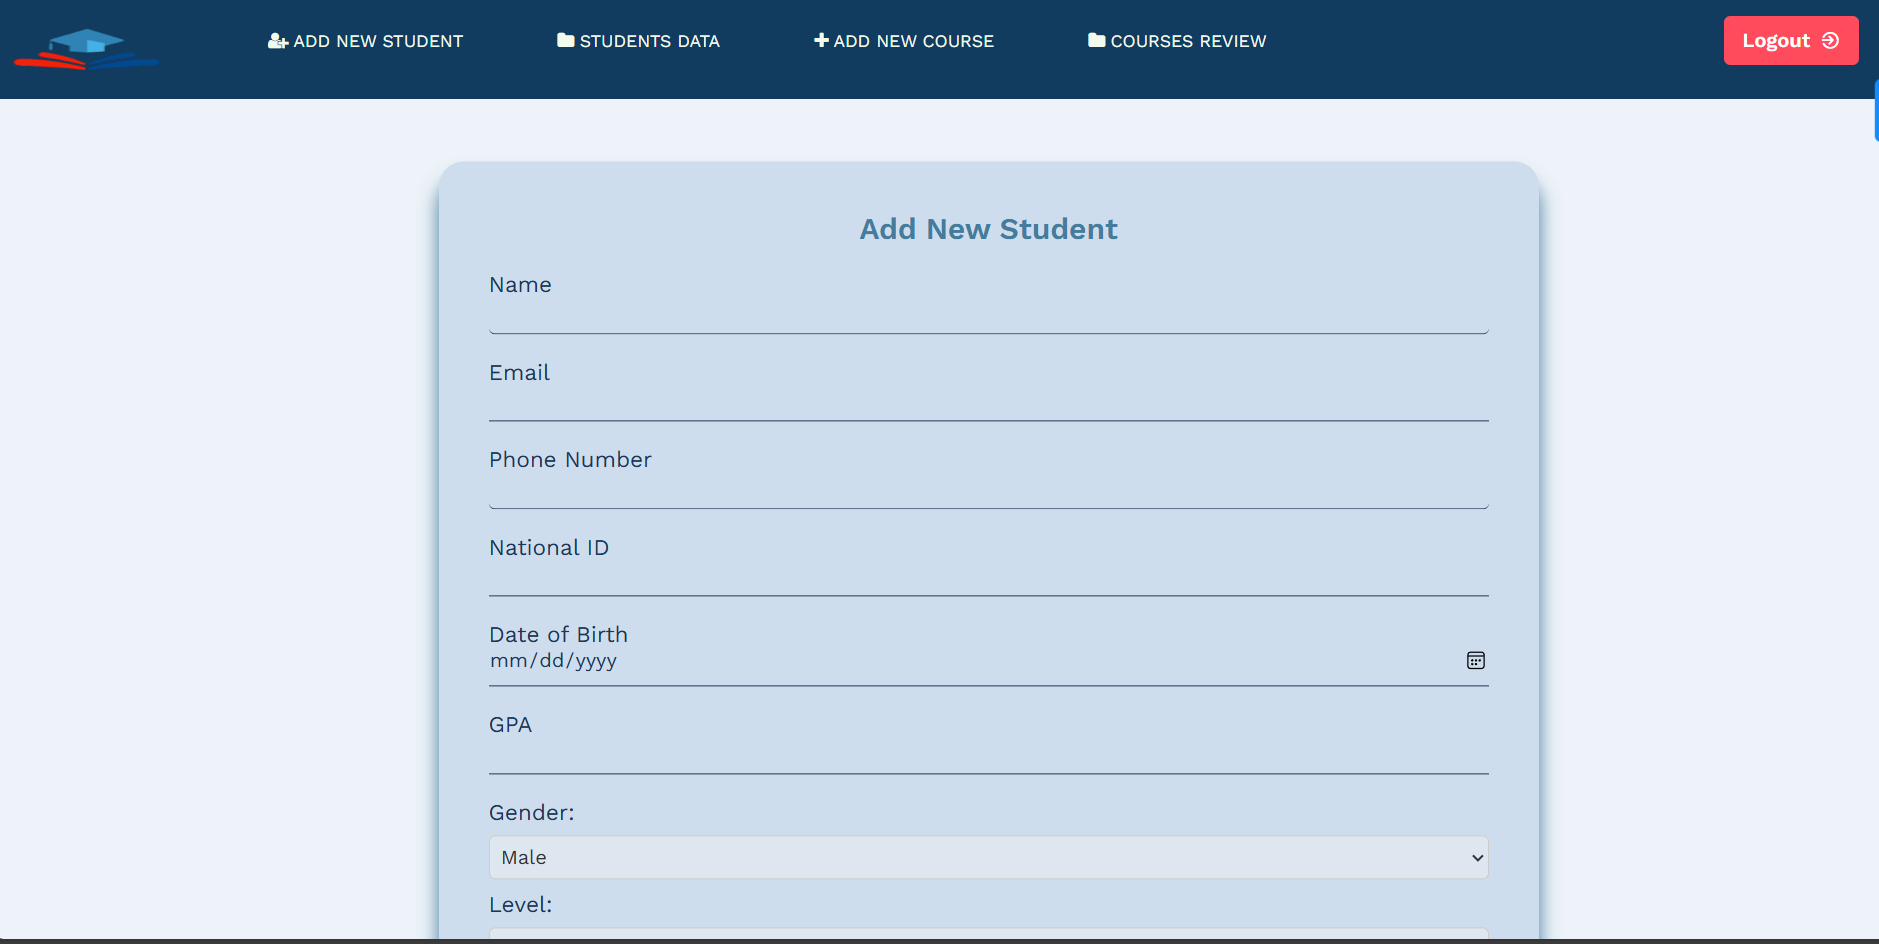 ADD NEW STUDENT STUDENTS DATA ADD NEW COURSE COURSES REVIEW Logout
Add New Student
Name
Email
Phone Number
National ID
Date of Birth
mm/dd/yyyy
GPA
Gender:
Male
Level: